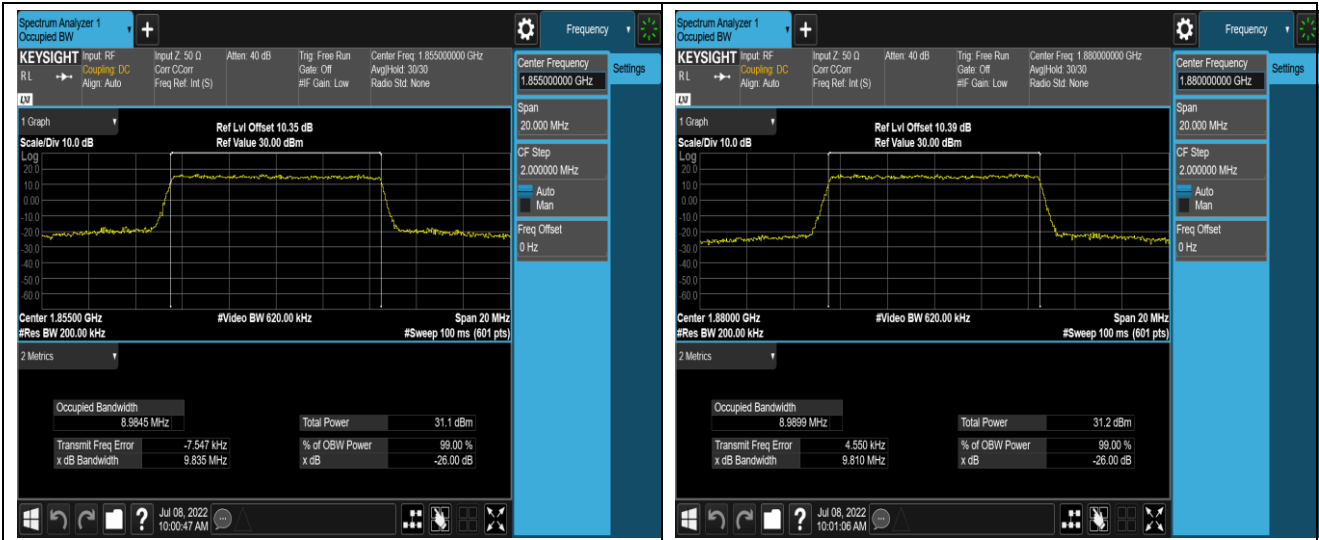 Spectrum Analyzer 1
Occupied BW
+
Frequency
KEYSIGHT
RL
LXI
Input: RF
Coupling: DC
Align: Auto
Input Z: 50 Ω
Corr CCorr
Freq Ref: Int (S)
Atten: 40 dB
Trig: Free Run
Gate: Off
#IF Gain: Low
Center Freq: 1.855000000 GHz
Avg|Hold: 30/30
Radio Std: None
Center Frequency
1.855000000 GHz
Settings
Span
20.000 MHz
CF Step
2.000000 MHz
Auto
Man
Freq Offset
0 Hz
1 Graph
Ref Lvl Offset 10.35 dB
Scale/Div 10.0 dB
Ref Value 30.00 dBm
Log
20.0
10.0
0.00
-10.0
-20.0
-30.0
-40.0
-50.0
-60.0
Center 1.85500 GHz
#Video BW 620.00 kHz
Span 20 MHz
#Res BW 200.00 kHz
#Sweep 100 ms (601 pts)
2 Metrics
Occupied Bandwidth
8.9845 MHz
Total Power 31.1 dBm
Transmit Freq Error -7.547 kHz
% of OBW Power 99.00 %
x dB Bandwidth 9.835 MHz
x dB -26.00 dB
?
Jul 08, 2022
10:00:47 AM
Spectrum Analyzer 1
Occupied BW
+
Frequency
KEYSIGHT
RL
LXI
Input: RF
Coupling: DC
Align: Auto
Input Z: 50 Ω
Corr CCorr
Freq Ref: Int (S)
Atten: 40 dB
Trig: Free Run
Gate: Off
#IF Gain: Low
Center Freq: 1.880000000 GHz
Avg|Hold: 30/30
Radio Std: None
Center Frequency
1.880000000 GHz
Settings
Span
20.000 MHz
CF Step
2.000000 MHz
Auto
Man
Freq Offset
0 Hz
1 Graph
Ref Lvl Offset 10.39 dB
Scale/Div 10.0 dB
Ref Value 30.00 dBm
Log
20.0
10.0
0.00
-10.0
-20.0
-30.0
-40.0
-50.0
-60.0
Center 1.88000 GHz
#Video BW 620.00 kHz
Span 20 MHz
#Res BW 200.00 kHz
#Sweep 100 ms (601 pts)
2 Metrics
Occupied Bandwidth
8.9899 MHz
Total Power 31.2 dBm
Transmit Freq Error 4.550 kHz
% of OBW Power 99.00 %
x dB Bandwidth 9.810 MHz
x dB -26.00 dB
?
Jul 08, 2022
10:01:06 AM